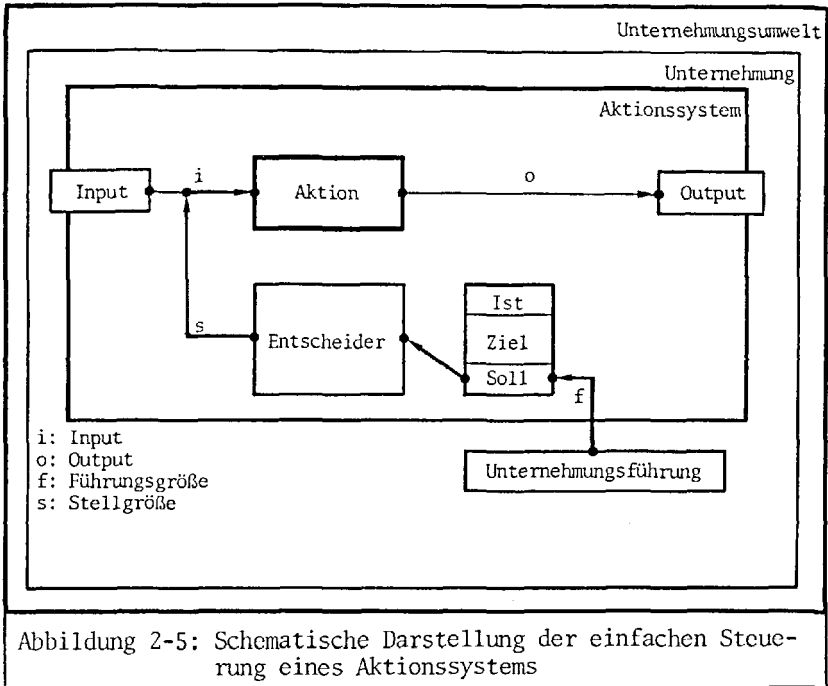 Unternehmungsumwelt
Unternehmung
Aktionssystem
Input
i
Aktion
o
Output
s
Entscheider
Ist
Ziel
Soll
f
Unternehmungsführung
i: Input
o: Output
f: Führungsgröße
s: Stellgröße
Abbildung 2-5: Schematische Darstellung der einfachen Steue-
rung eines Aktionssystems